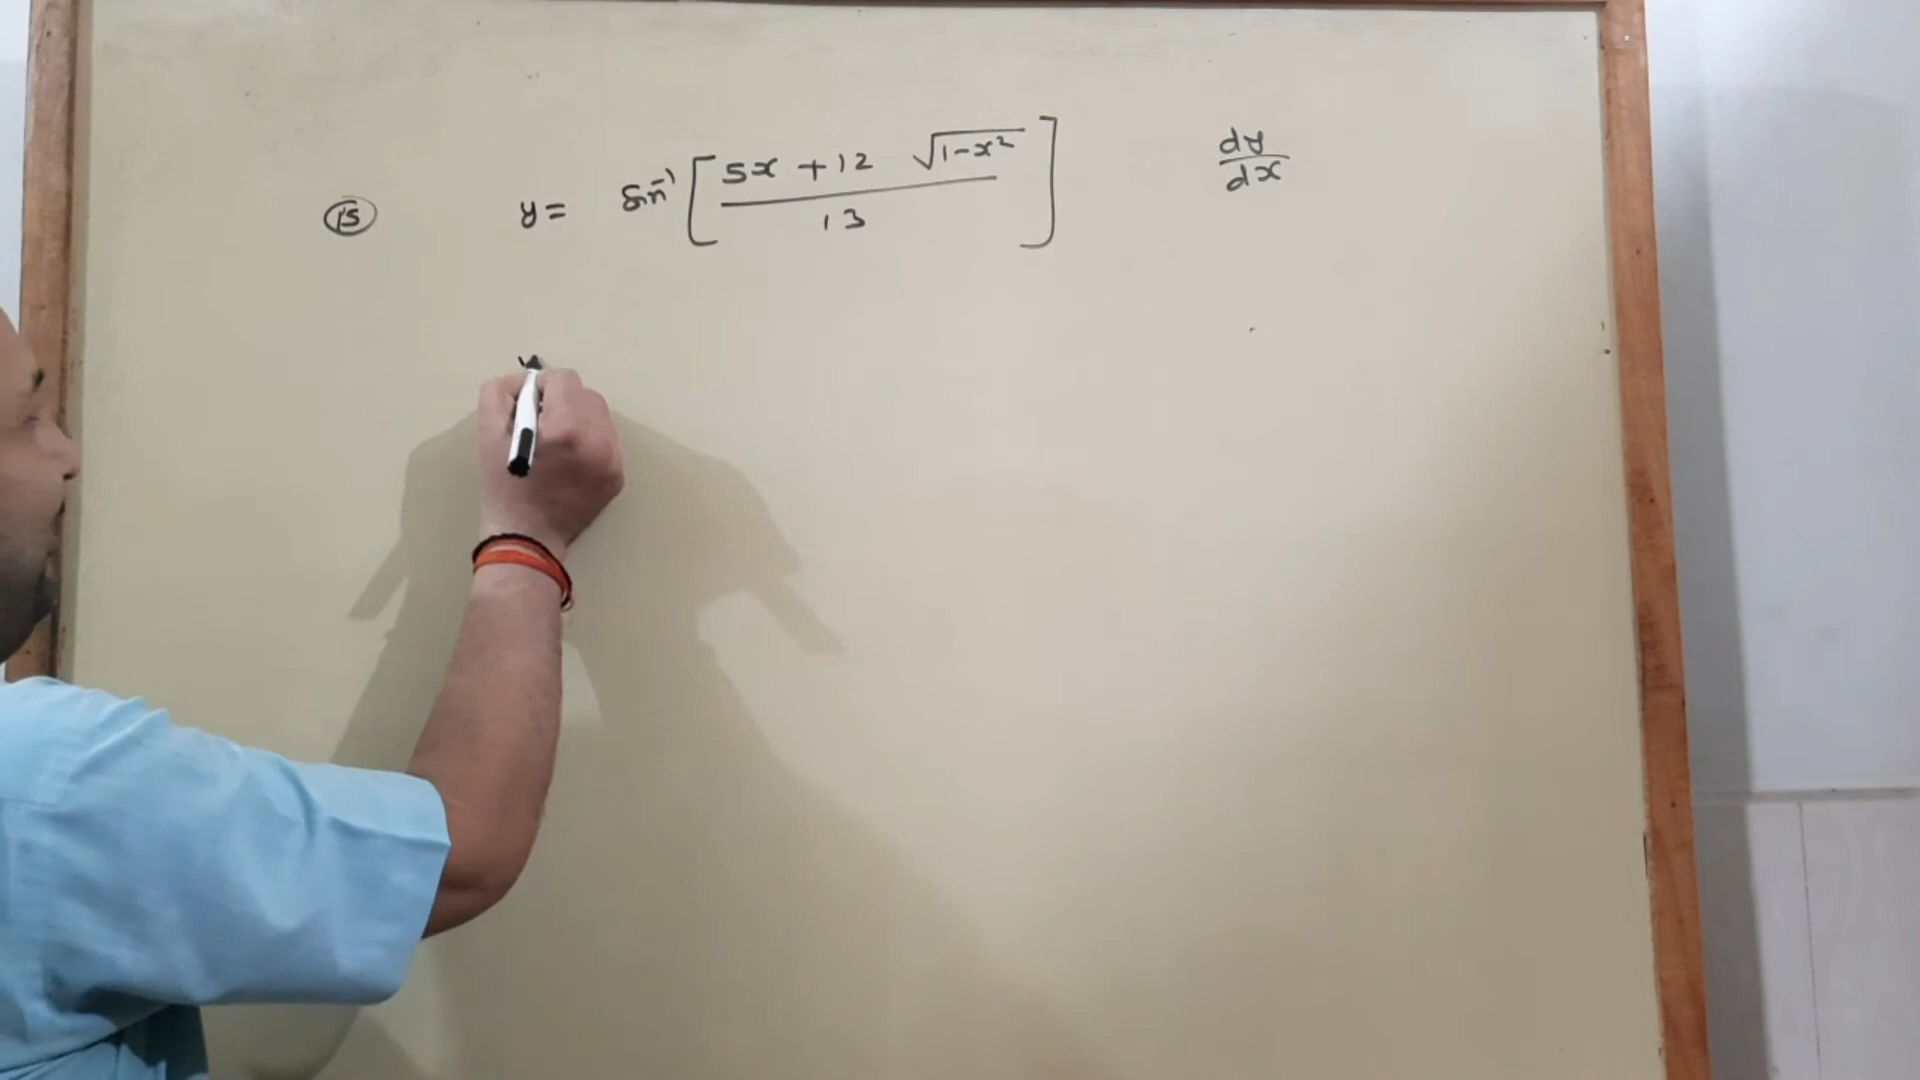 ⑮ y = sin⁻¹ [ (5x + 12 √(1-x²)) / 13 ] dy/dx
y